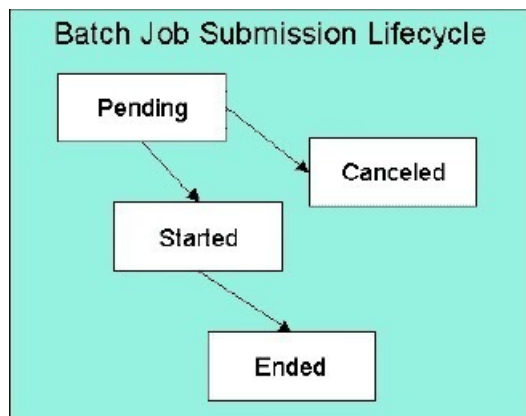 Batch Job Submission Lifecycle
Pending
Canceled
Started
Ended